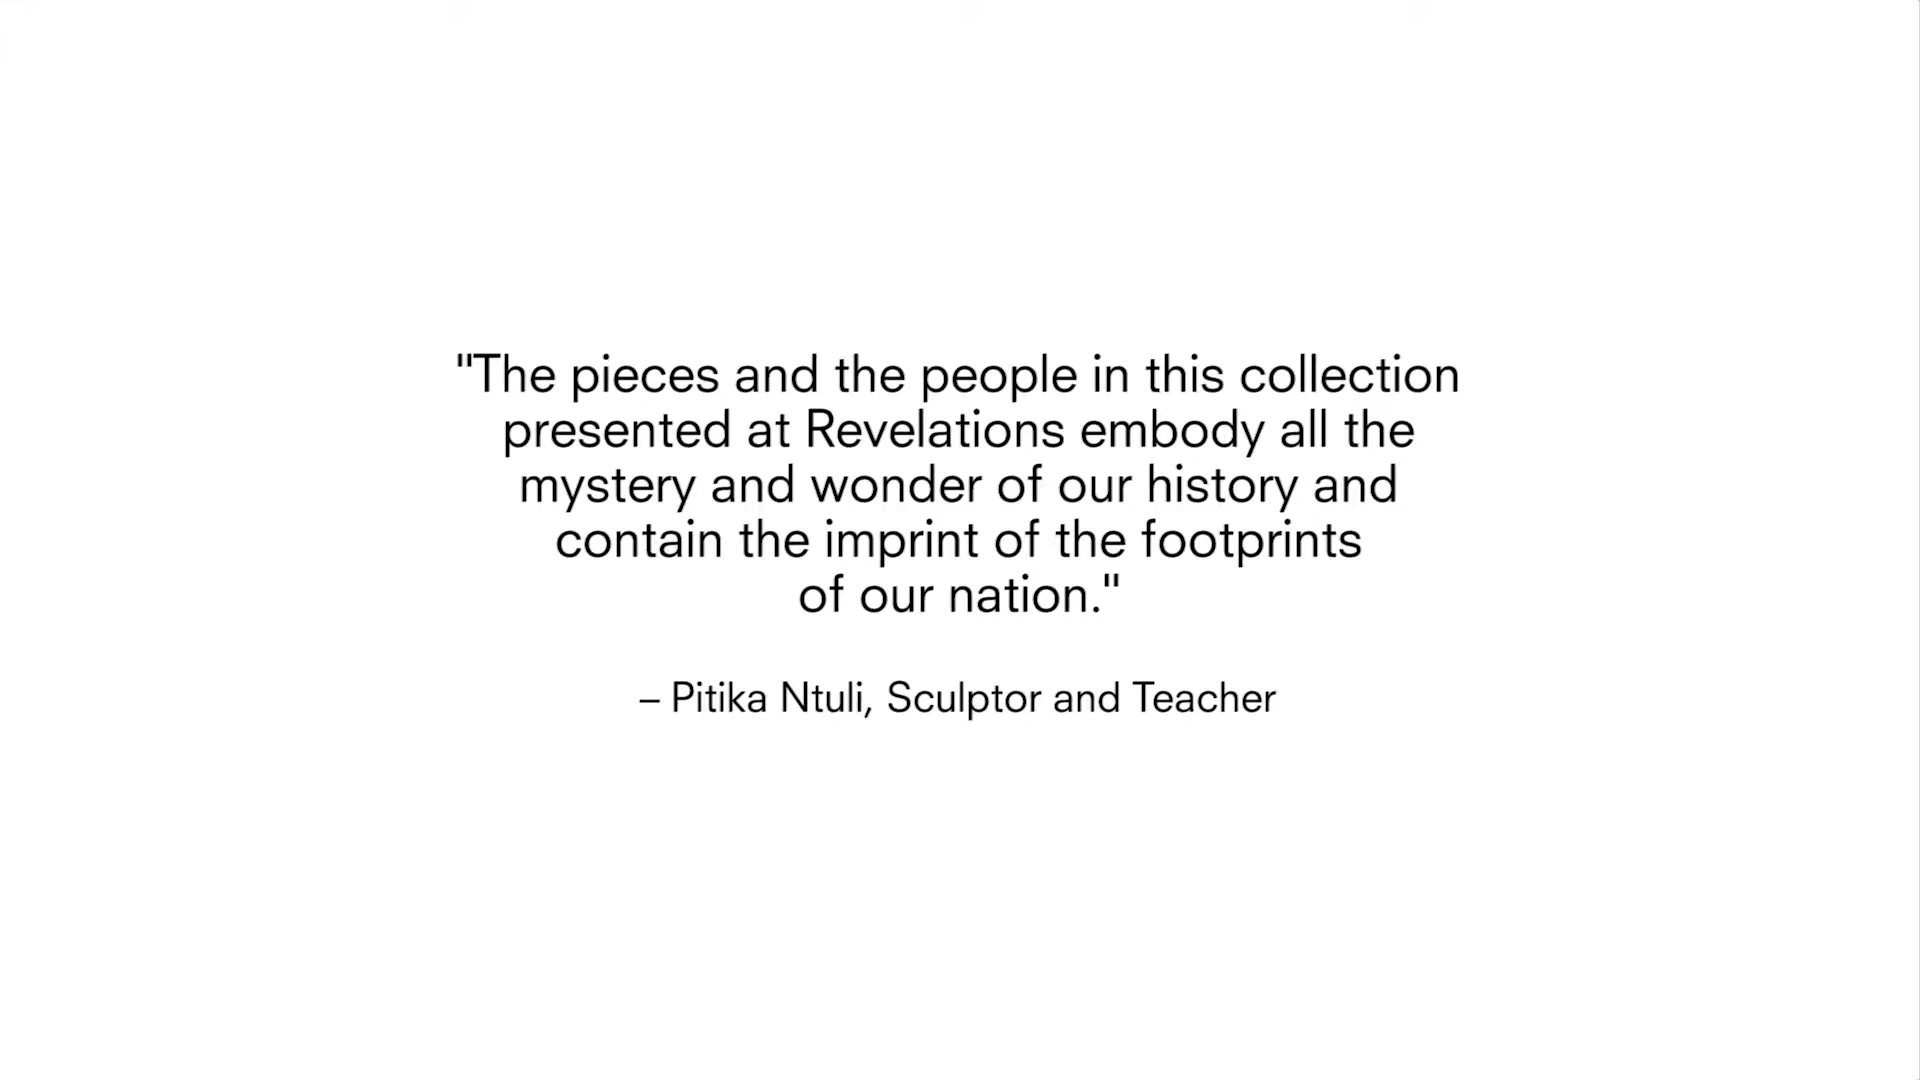 "The pieces and the people in this collection
presented at Revelations embody all the
mystery and wonder of our history and
contain the imprint of the footprints
of our nation."
– Pitika Ntuli, Sculptor and Teacher